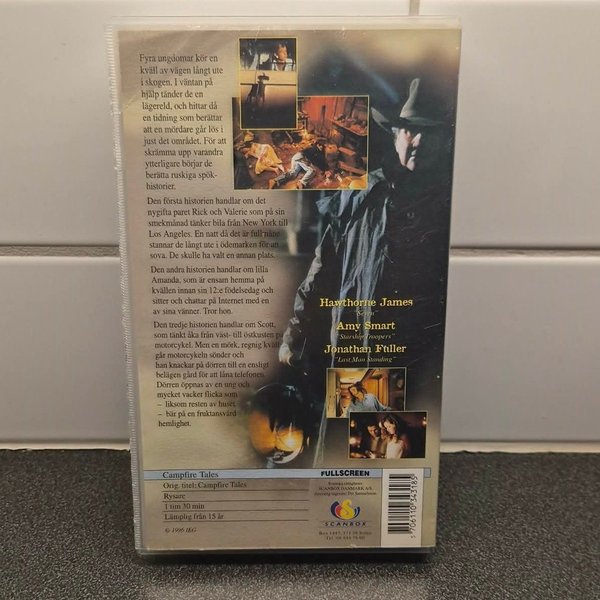 Fyra ungdomar kör en
kväll av vägen långt ute
i skogen. I väntan på
hjälp tänder de en
lägereld, och hittar då
en tidning som berättar
att en mördare går lös i
just det området. För att
skrämma upp varandra
ytterligare börjar de
berätta ruskiga spök-
historier.
Den första historien handlar om det
nygifta paret Rick och Valerie som på sin
smekmånad tänker bila från New York till
Los Angeles. En natt då det är fullmåne
stannar de långt ute i ödemarken för att
sova. De skulle ha valt en annan plats.
Den andra historien handlar om lilla
Amanda, som är ensam hemma på
kvällen innan sin 12:e födelsedag och
sitter och chattar på Internet med en
av sina vänner. Tror hon.
Den tredje historien handlar om Scott,
som tänkt åka från väst- till östkusten på
motorcykel. Men en mörk, regnig kväll
går motorcykeln sönder och
han knackar på dörren till en ensligt
belägen gård för att låna telefonen.
Dörren öppnas av en ung och
mycket vacker flicka som
– liksom resten av huset,
– bär på en fruktansvärd
hemlighet.
Hawthorne James
"Seven"
Amy Smart
"Starship Troopers"
Jonathan Fuller
"Last Man Standing"
Campfire Tales
Orig. titel: Campfire Tales
Rysare
1 tim 30 min
Lämplig från 15 år
© 1996 IEG
FULLSCREEN
SCANBOX DANMARK A/S
SCANBOX
5 706110 343185